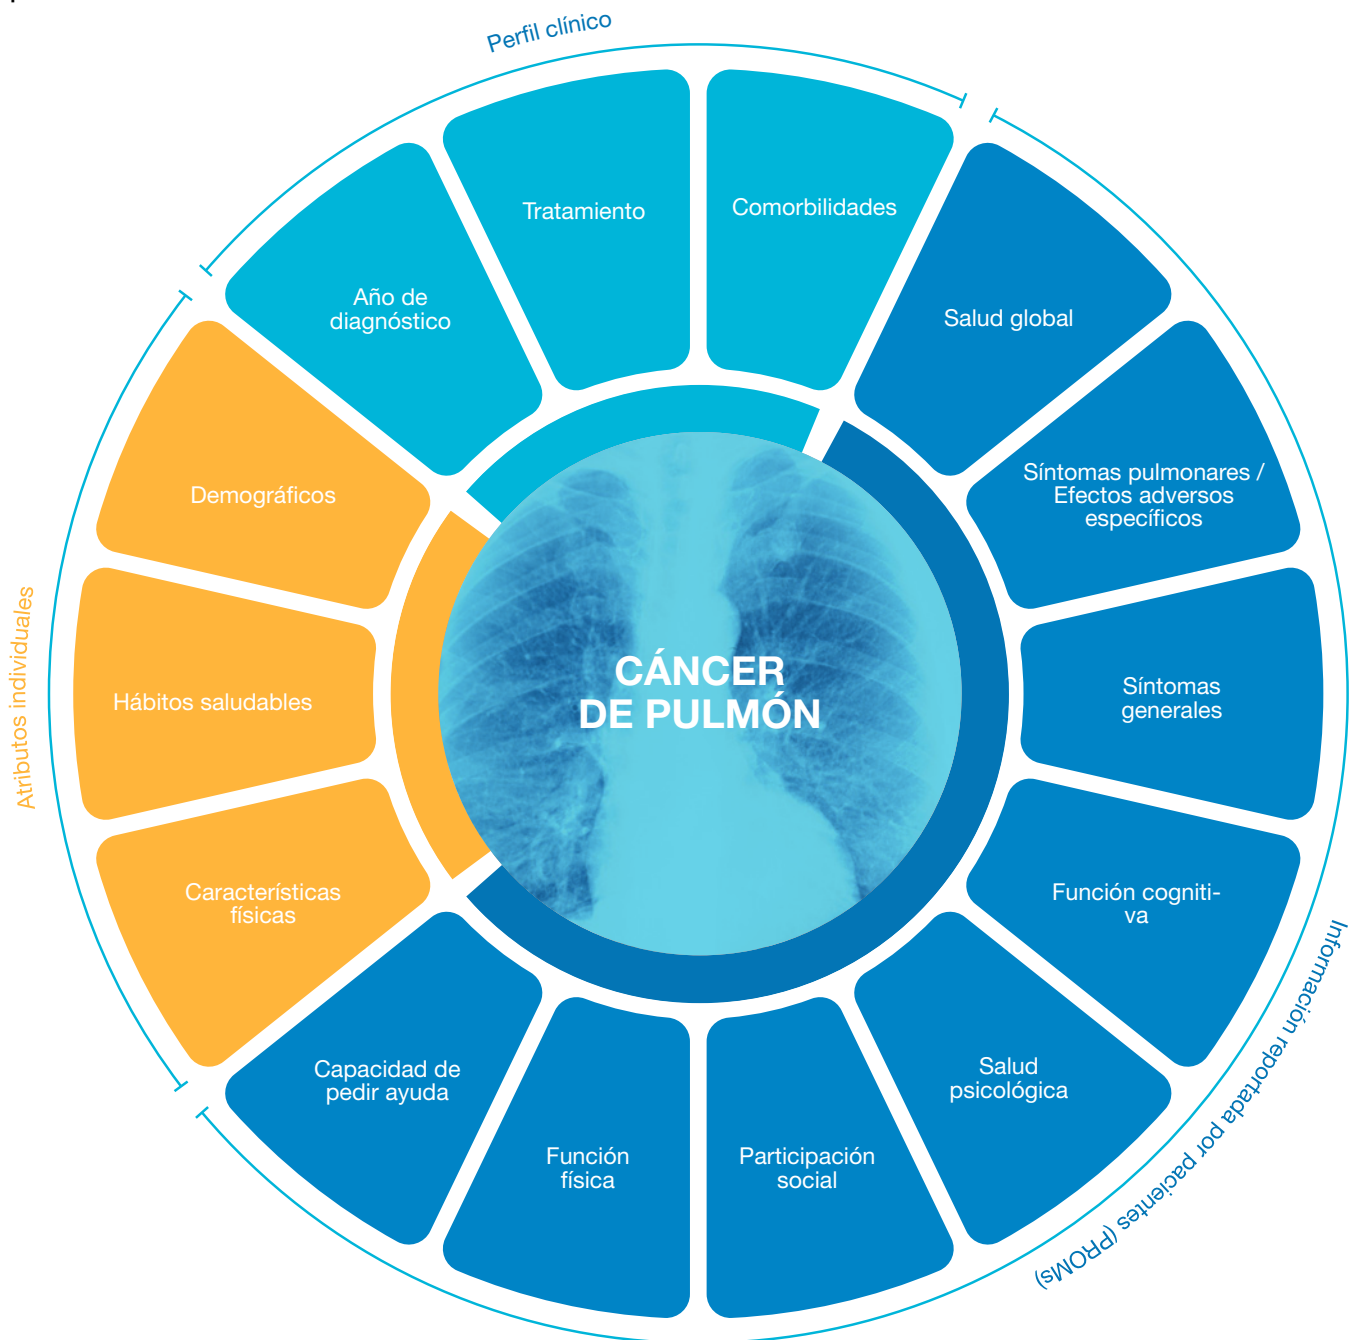 Perfil clínico
Tratamiento
Comorbilidades
Año de
diagnóstico
Salud global
Demográficos
Síntomas pulmonares /
Efectos adversos
específicos
Atributos individuales
Hábitos saludables
CÁNCER
DE PULMÓN
Síntomas
generales
Características
físicas
Función cogniti-
va
Información reportada por pacientes (PROMs)
Capacidad de
pedir ayuda
Salud
psicológica
Función
física
Participación
social